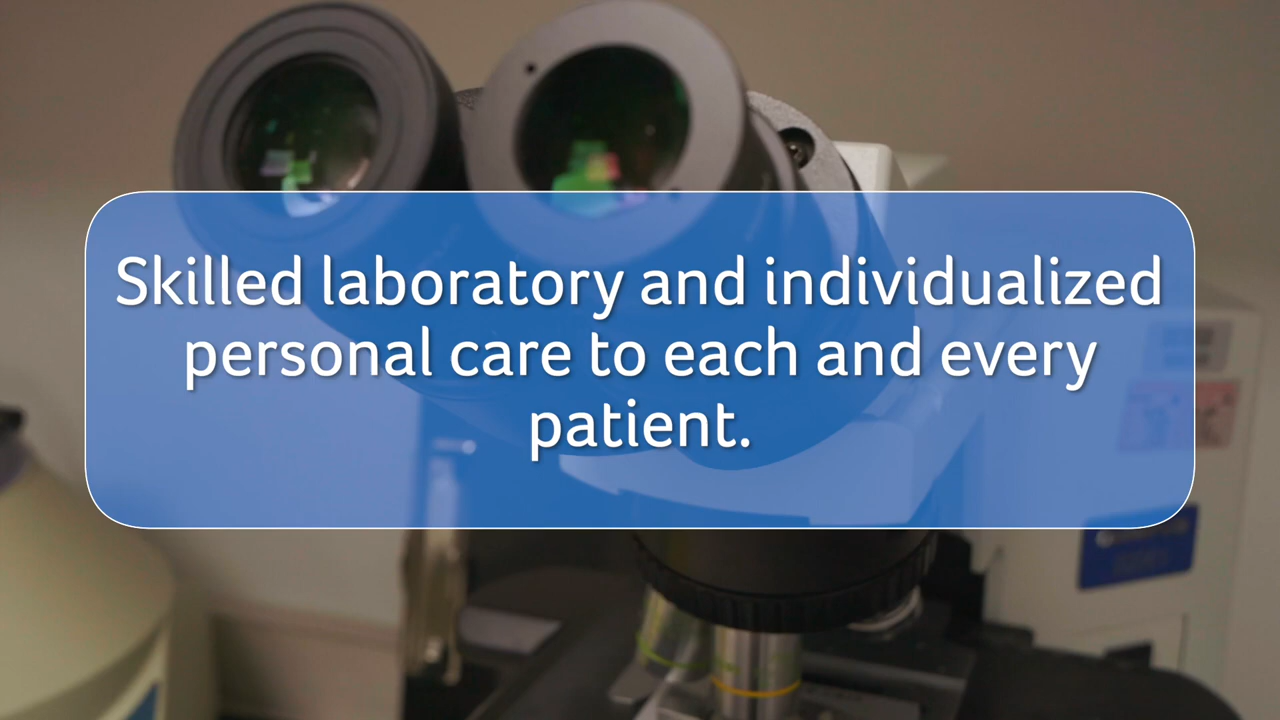 Skilled laboratory and individualized
personal care to each and every
patient.